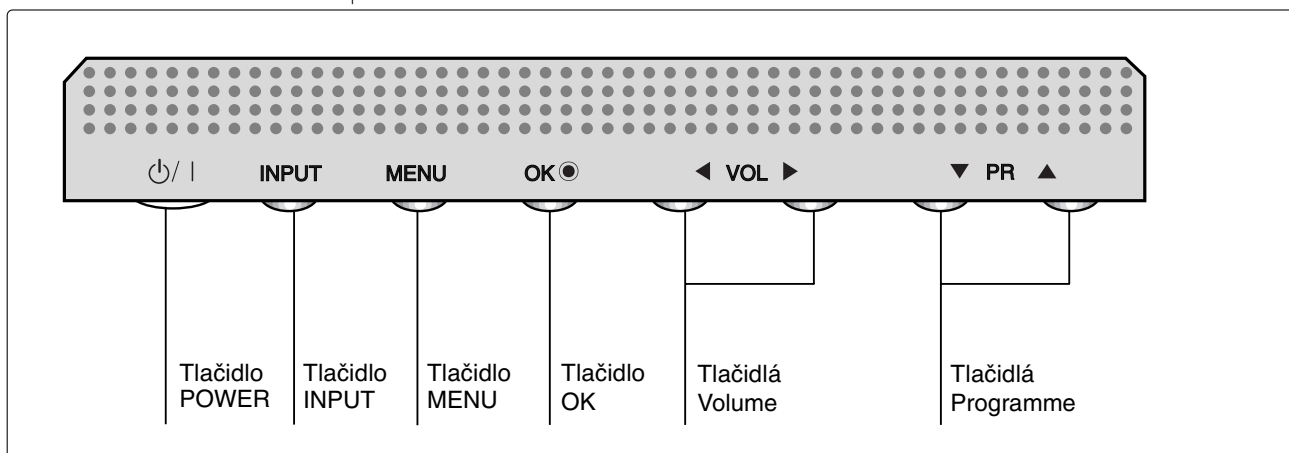 ⏻/ | INPUT MENU OK◉ ◀ VOL ▶ ▼ PR ▲
Tlačidlo
POWER
Tlačidlo
INPUT
Tlačidlo
MENU
Tlačidlo
OK
Tlačidlá
Volume
Tlačidlá
Programme